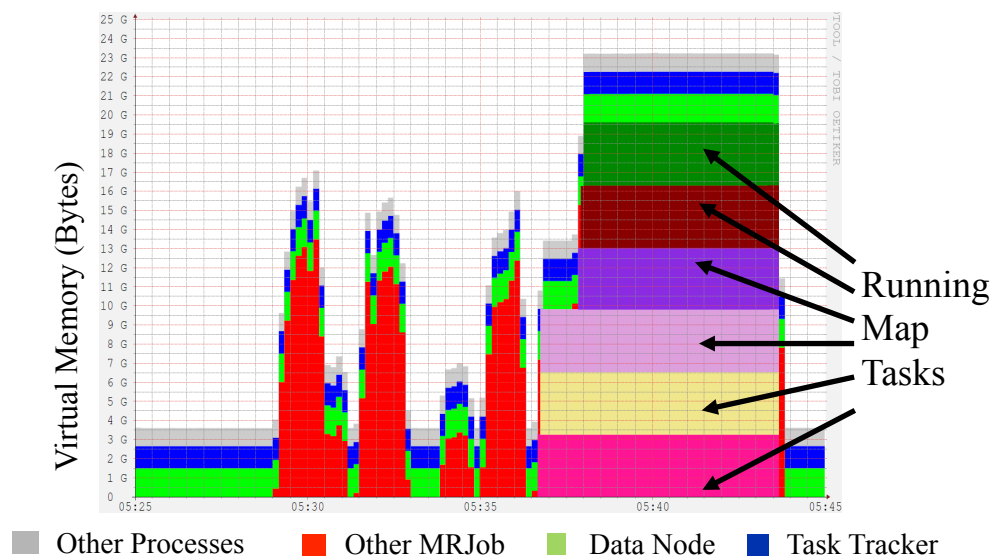 25 G
24 G
23 G
22 G
21 G
20 G
19 G
18 G
17 G
16 G
15 G
14 G
13 G
12 G
11 G
10 G
9 G
8 G
7 G
6 G
5 G
4 G
3 G
2 G
1 G
0
Virtual Memory (Bytes)
05:25 05:30 05:35 05:40 05:45
TOOL / TOBI OETIKER
Running
Map
Tasks
Other Processes Other MRJob Data Node Task Tracker